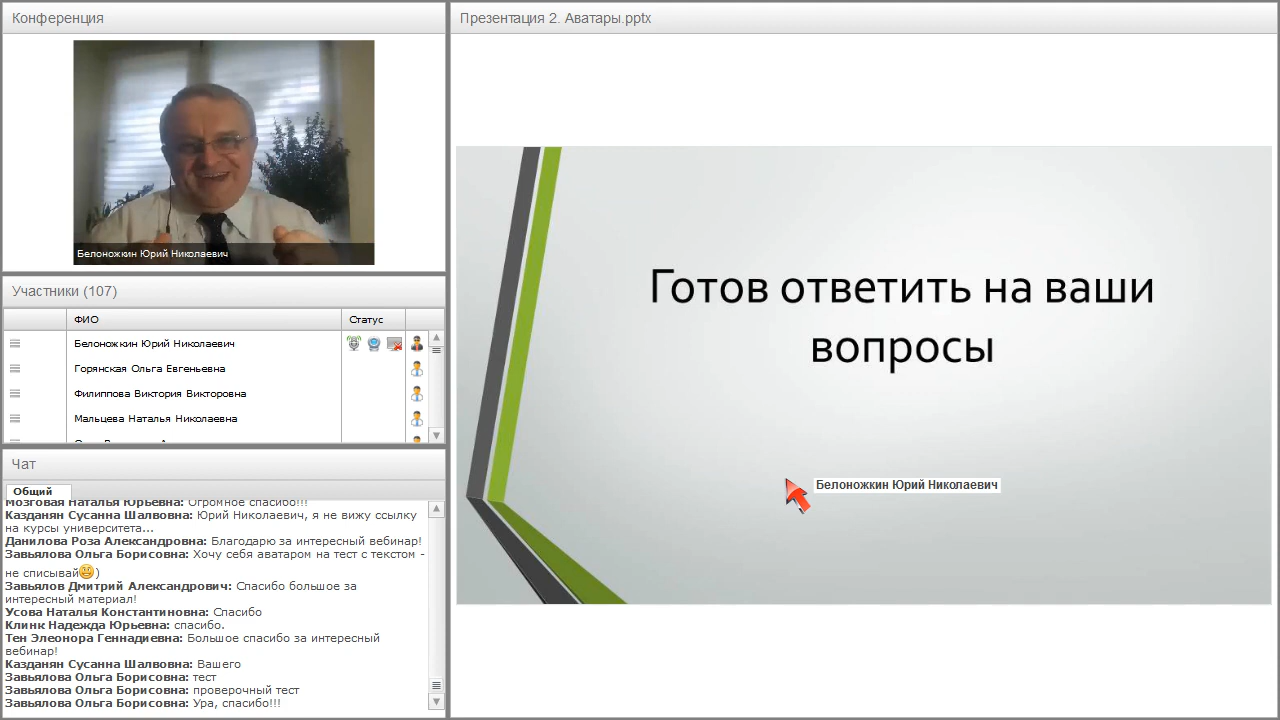 Конференция
Белоножкин Юрий Николаевич
Участники (107)
ФИО
Статус
Белоножкин Юрий Николаевич
Горянская Ольга Евгеньевна
Филиппова Виктория Викторовна
Мальцева Наталья Николаевна
Чат
Общий
Мозговая Наталья Юрьевна: Огромное спасибо!!!
Казданян Сусанна Шалвовна: Юрий Николаевич, я не вижу ссылку
на курсы университета...
Данилова Роза Александровна: Благодарю за интересный вебинар!
Завьялова Ольга Борисовна: Хочу себя аватаром на тест с текстом -
не списывай )
Завьялов Дмитрий Александрович: Спасибо большое за
интересный материал!
Усова Наталья Константиновна: Спасибо
Клинк Надежда Юрьевна: спасибо.
Тен Элеонора Геннадиевна: Большое спасибо за интересный
вебинар!
Казданян Сусанна Шалвовна: Вашего
Завьялова Ольга Борисовна: тест
Завьялова Ольга Борисовна: проверочный тест
Завьялова Ольга Борисовна: Ура, спасибо!!!
Презентация 2. Аватары.pptx
Готов ответить на ваши
вопросы
Белоножкин Юрий Николаевич